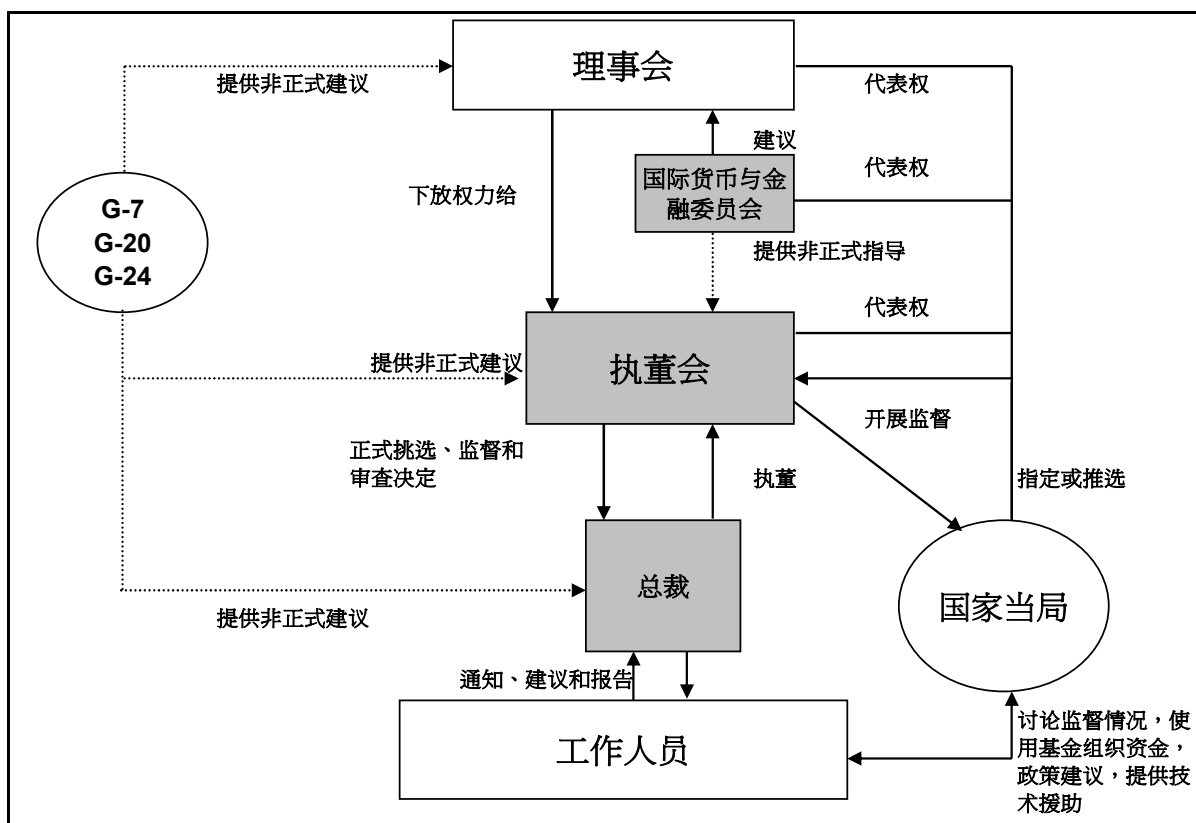 理事会
提供非正式建议
代表权
建议
国际货币与金
融委员会
代表权
下放权力给
G-7
G-20
G-24
提供非正式指导
代表权
执董会
提供非正式建议
开展监督
正式挑选、监督和
审查决定
执董
指定或推选
总裁
国家当局
提供非正式建议
通知、建议和报告
工作人员
讨论监督情况，使
用基金组织资金，
政策建议，提供技
术援助